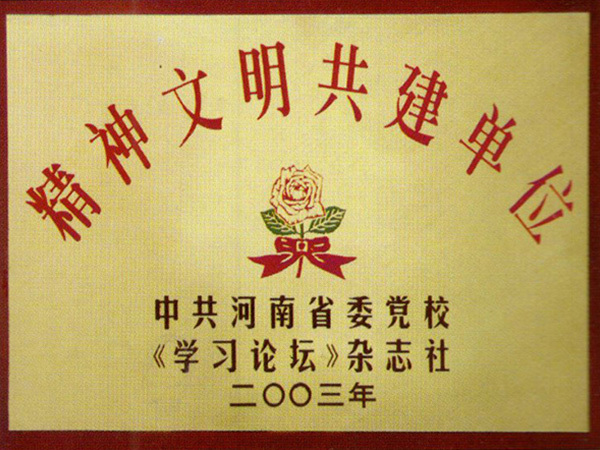 精神文明共建单位
中共河南省委党校
《学习论坛》杂志社
二〇〇三年